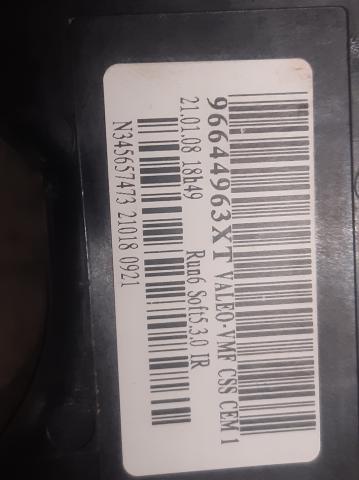 96644963XT VALEO-VMF CSS CEM 1
21.01.08 18h49 Run6 Soft5.3.0 IR
N345657473 21018 0921